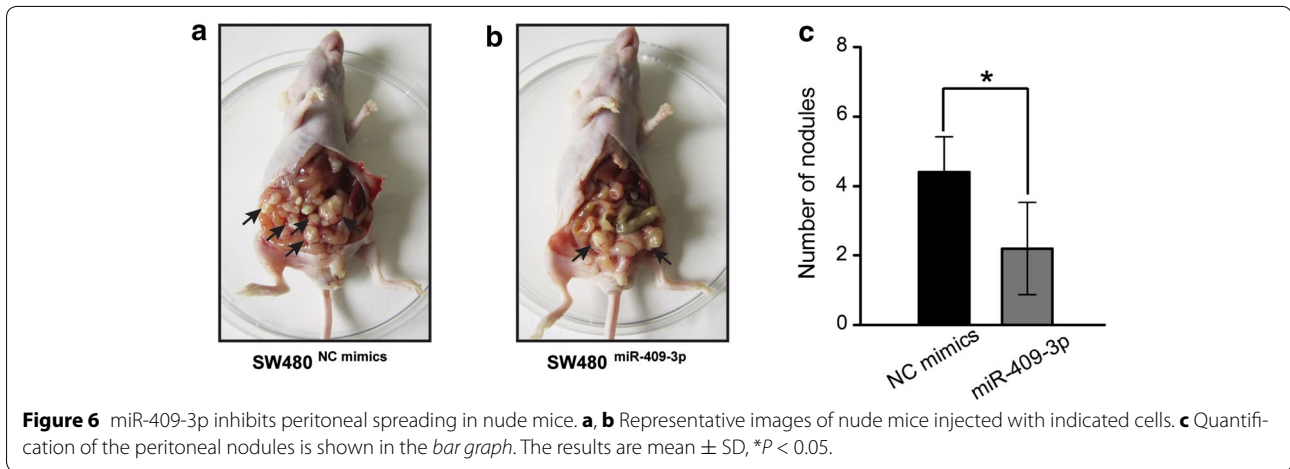 a
b
c
SW480 NC mimics
SW480 miR-409-3p
8
6
4
2
0
Number of nodules
*
NC mimics
miR-409-3p
Figure 6 miR-409-3p inhibits peritoneal spreading in nude mice. a, b Representative images of nude mice injected with indicated cells. c Quantifi-
cation of the peritoneal nodules is shown in the bar graph. The results are mean ± SD, *P < 0.05.